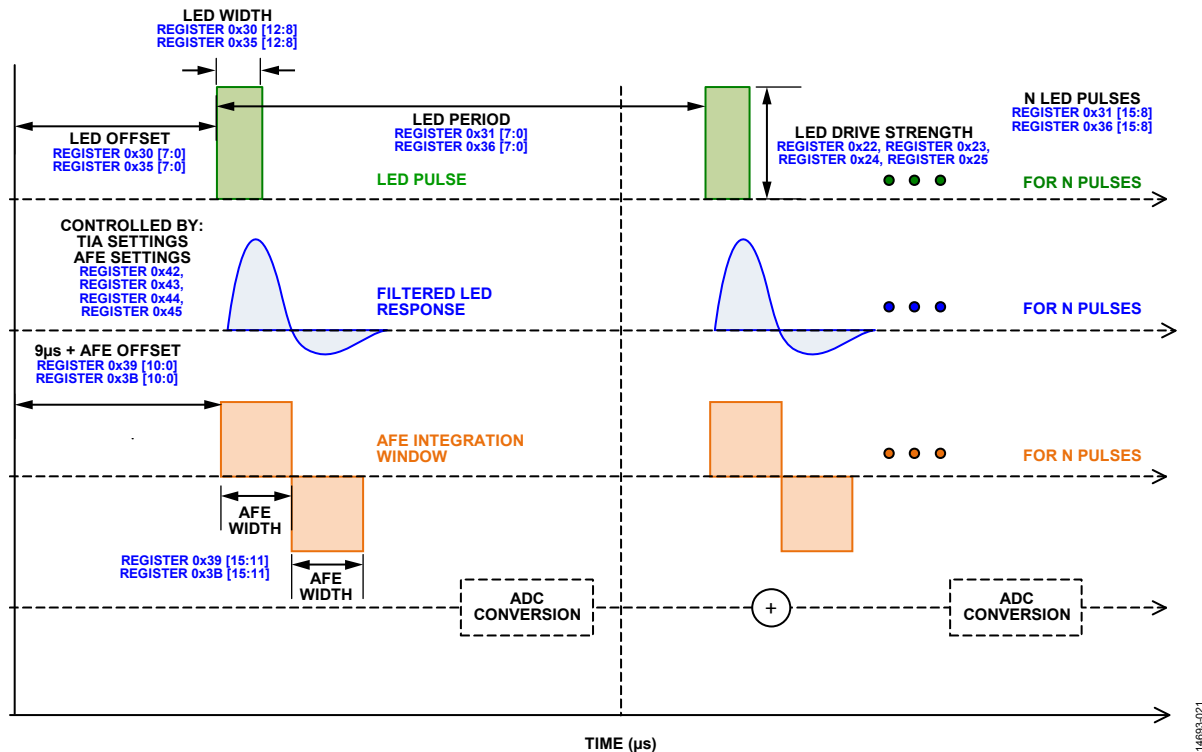 LED WIDTH
REGISTER 0x30 [12:8]
REGISTER 0x35 [12:8]
LED OFFSET
REGISTER 0x30 [7:0]
REGISTER 0x35 [7:0]
LED PERIOD
REGISTER 0x31 [7:0]
REGISTER 0x36 [7:0]
LED PULSE
LED DRIVE STRENGTH
REGISTER 0x22, REGISTER 0x23,
REGISTER 0x24, REGISTER 0x25
N LED PULSES
REGISTER 0x31 [15:8]
REGISTER 0x36 [15:8]
FOR N PULSES
CONTROLLED BY:
TIA SETTINGS
AFE SETTINGS
REGISTER 0x42,
REGISTER 0x43,
REGISTER 0x44,
REGISTER 0x45
FILTERED LED
RESPONSE
FOR N PULSES
9µs + AFE OFFSET
REGISTER 0x39 [10:0]
REGISTER 0x3B [10:0]
AFE INTEGRATION
WINDOW
FOR N PULSES
AFE
WIDTH
REGISTER 0x39 [15:11]
REGISTER 0x3B [15:11]
AFE
WIDTH
ADC
CONVERSION
+
ADC
CONVERSION
TIME (µs)
14693-021